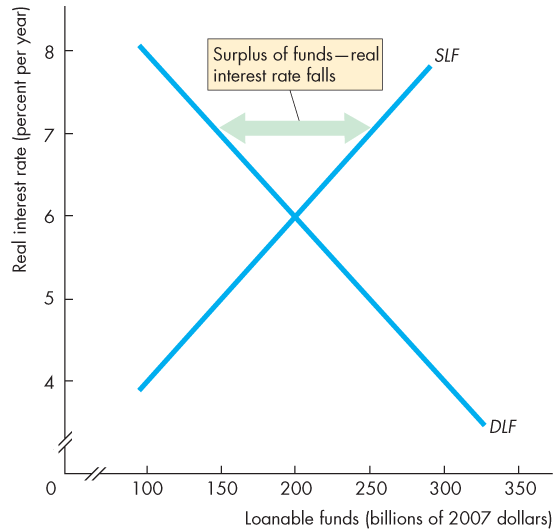 Real interest rate (percent per year)
8
7
6
5
4
0
Surplus of funds—real
interest rate falls
SLF
DLF
100 150 200 250 300 350
Loanable funds (billions of 2007 dollars)